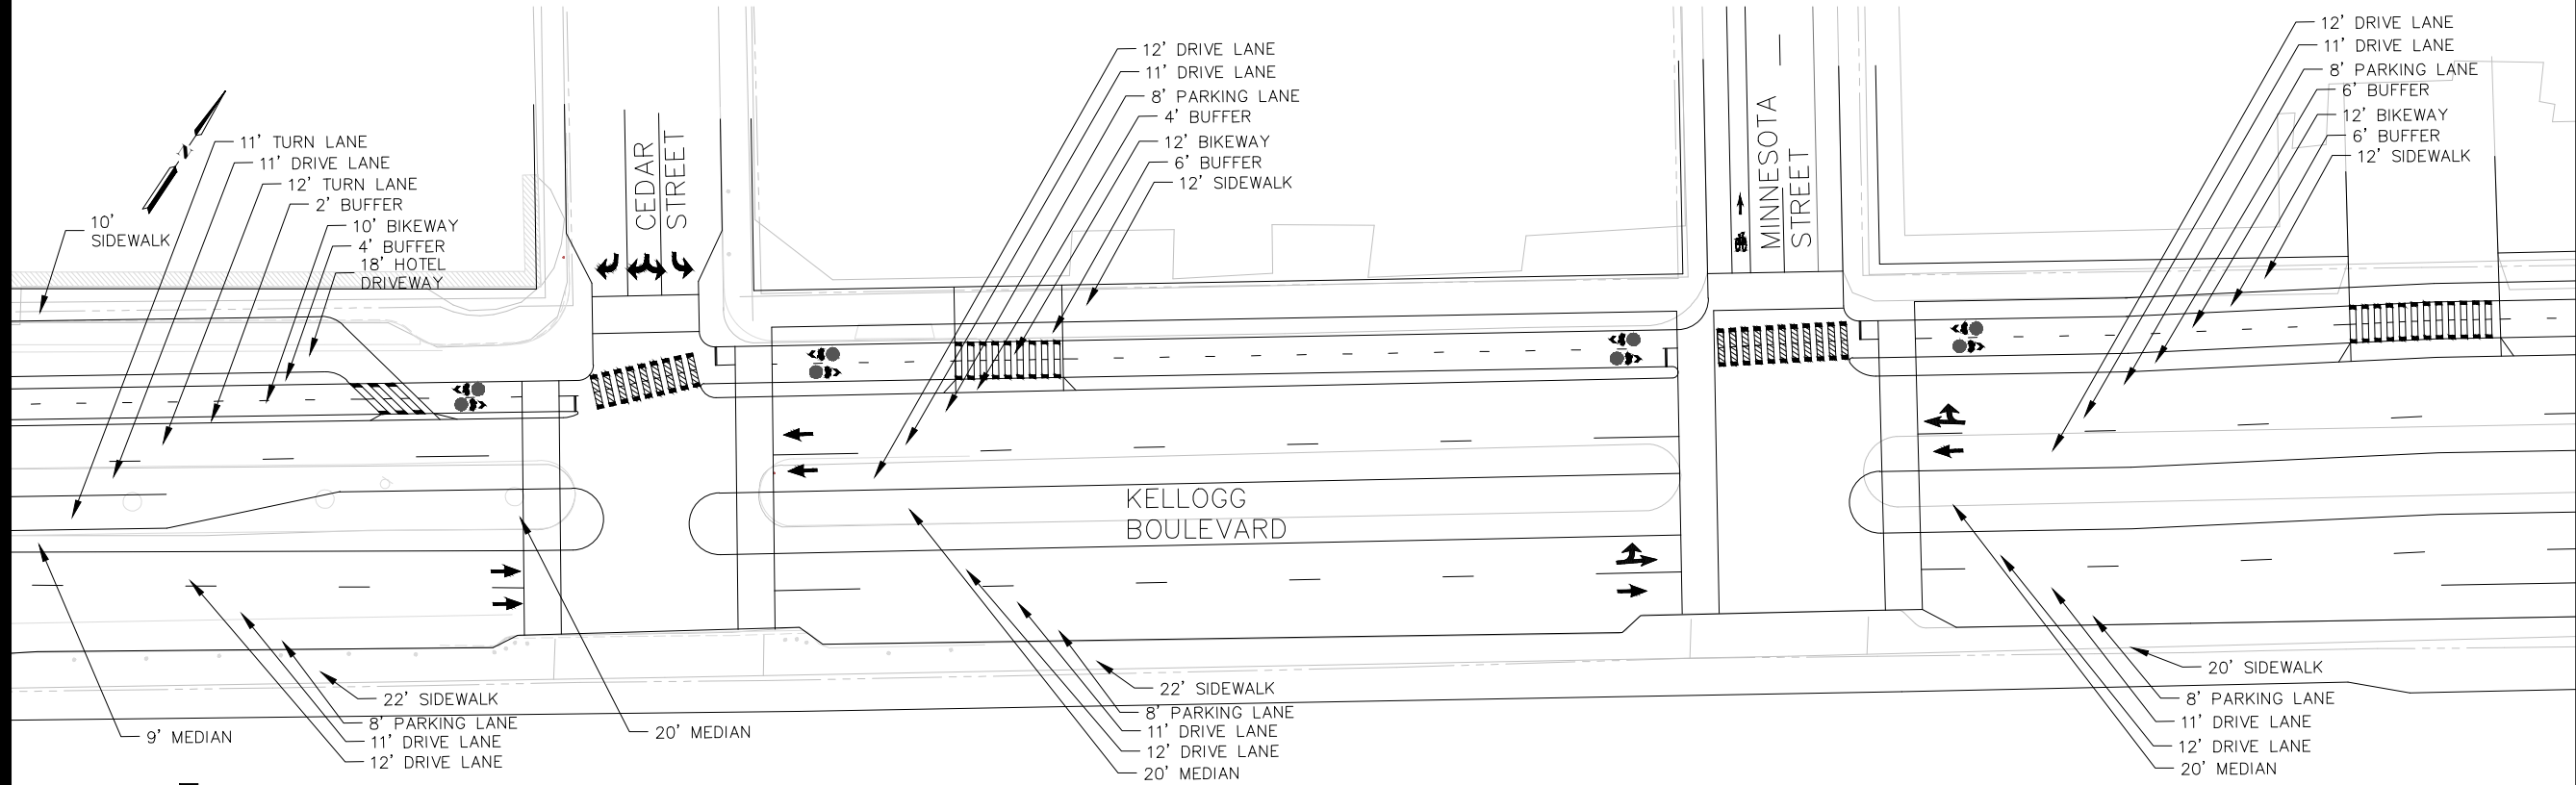 11' TURN LANE
11' DRIVE LANE
12' TURN LANE
2' BUFFER
10'
SIDEWALK
10' BIKEWAY
4' BUFFER
18' HOTEL
DRIVEWAY
N
CEDAR
STREET
12' DRIVE LANE
11' DRIVE LANE
8' PARKING LANE
4' BUFFER
12' BIKEWAY
6' BUFFER
12' SIDEWALK
MINNESOTA
STREET
12' DRIVE LANE
11' DRIVE LANE
8' PARKING LANE
6' BUFFER
12' BIKEWAY
6' BUFFER
12' SIDEWALK
KELLOGG
BOULEVARD
22' SIDEWALK
8' PARKING LANE
11' DRIVE LANE
12' DRIVE LANE
9' MEDIAN
20' MEDIAN
22' SIDEWALK
8' PARKING LANE
11' DRIVE LANE
12' DRIVE LANE
20' MEDIAN
20' SIDEWALK
8' PARKING LANE
11' DRIVE LANE
12' DRIVE LANE
20' MEDIAN